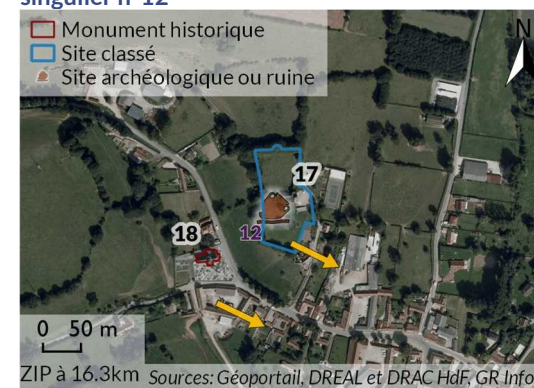 singulier n°12
Monument historique
Site classé
Site archéologique ou ruine
N
17
12
18
0 50 m
ZIP à 16.3km Sources: Géoportail, DREAL et DRAC HdF, GR Info